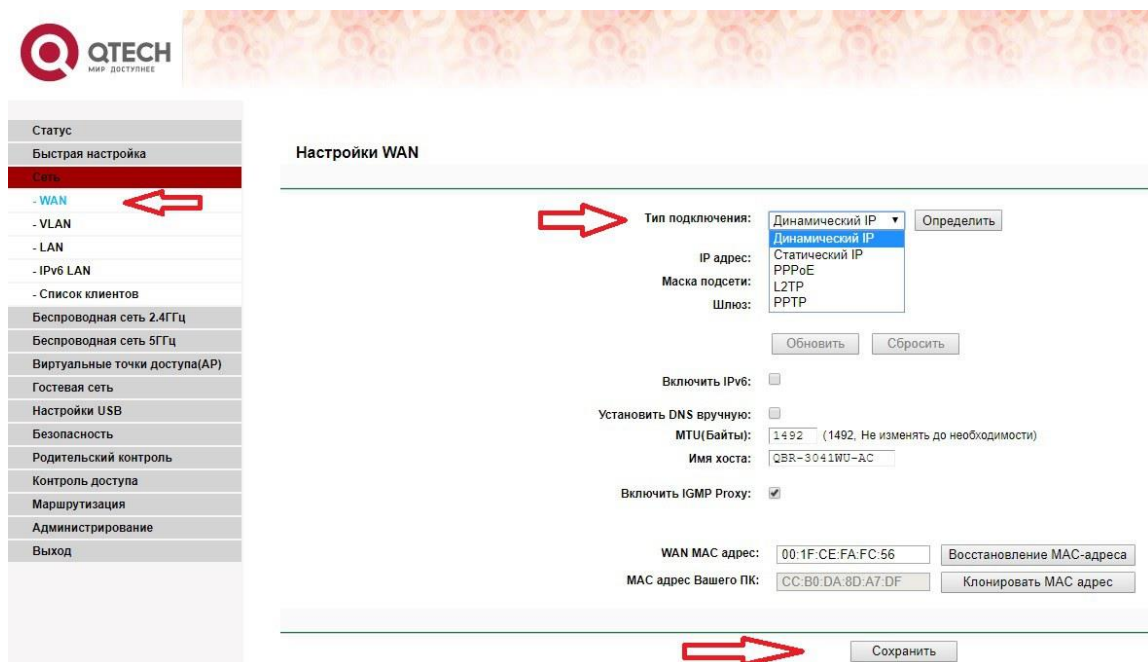 QTECH
МИР ДОСТУПНЕЕ
Статус
Быстрая настройка
Сеть
- WAN
- VLAN
- LAN
- IPv6 LAN
- Список клиентов
Беспроводная сеть 2.4ГГц
Беспроводная сеть 5ГГц
Виртуальные точки доступа(AP)
Гостевая сеть
Настройки USB
Безопасность
Родительский контроль
Контроль доступа
Маршрутизация
Администрирование
Выход
Настройки WAN
Тип подключения: Динамический IP Определить
Динамический IP
Статический IP
PPPoE
L2TP
PPTP
IP адрес:
Маска подсети:
Шлюз:
Обновить Сбросить
Включить IPv6:
Установить DNS вручную:
MTU(Байты): 1492 (1492, Не изменять до необходимости)
Имя хоста: QBR-3041WU-AC
Включить IGMP Proxy:
WAN MAC адрес: 00:1F:CE:FA:FC:56 Восстановление MAC-адреса
MAC адрес Вашего ПК: CC:B0:DA:8D:A7:DF Клонировать MAC адрес
Сохранить